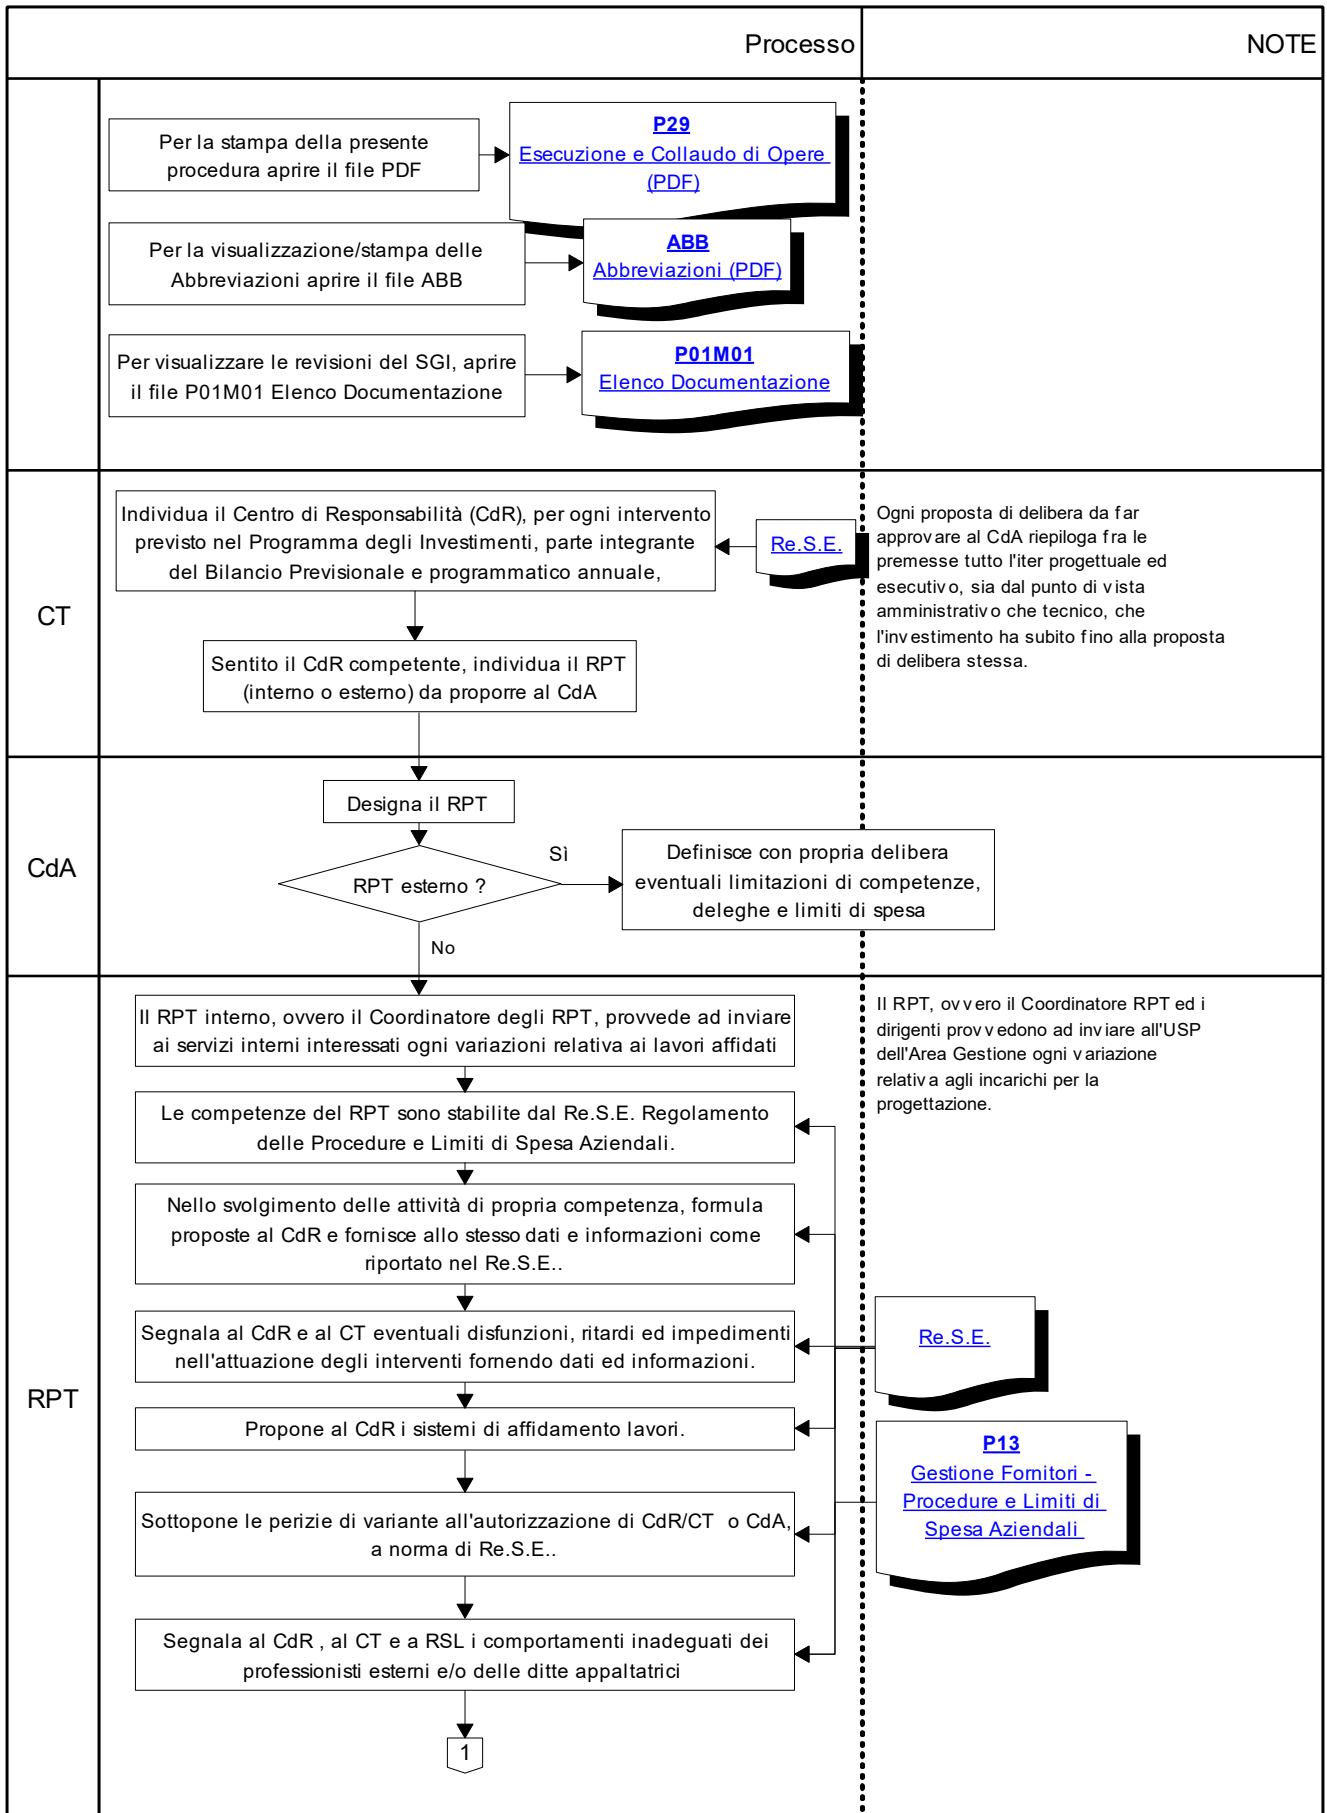 Processo
NOTE
Per la stampa della presente
procedura aprire il file PDF
P29
Esecuzione e Collaudo di Opere
(PDF)
Per la visualizzazione/stampa delle
Abbreviazioni aprire il file ABB
ABB
Abbreviazioni (PDF)
Per visualizzare le revisioni del SGI, aprire
il file P01M01 Elenco Documentazione
P01M01
Elenco Documentazione
CT
Individua il Centro di Responsabilità (CdR), per ogni intervento
previsto nel Programma degli Investimenti, parte integrante
del Bilancio Previsionale e programmatico annuale,
Re.S.E.
Ogni proposta di delibera da far
approvare al CdA riepiloga fra le
premesse tutto l'iter progettuale ed
esecutivo, sia dal punto di vista
amministrativo che tecnico, che
l'investimento ha subito fino alla proposta
di delibera stessa.
Sentito il CdR competente, individua il RPT
(interno o esterno) da proporre al CdA
CdA
Designa il RPT
RPT esterno ?
Sì
Definisce con propria delibera
eventuali limitazioni di competenze,
deleghe e limiti di spesa
No
RPT
Il RPT interno, ovvero il Coordinatore degli RPT, provvede ad inviare
ai servizi interni interessati ogni variazioni relativa ai lavori affidati
Il RPT, ovvero il Coordinatore RPT ed i
dirigenti provvedono ad inviare all'USP
dell'Area Gestione ogni variazione
relativa agli incarichi per la
progettazione.
Le competenze del RPT sono stabilite dal Re.S.E. Regolamento
delle Procedure e Limiti di Spesa Aziendali.
Nello svolgimento delle attività di propria competenza, formula
proposte al CdR e fornisce allo stesso dati e informazioni come
riportato nel Re.S.E..
Segnala al CdR e al CT eventuali disfunzioni, ritardi ed impedimenti
nell'attuazione degli interventi fornendo dati ed informazioni.
Re.S.E.
Propone al CdR i sistemi di affidamento lavori.
P13
Gestione Fornitori -
Procedure e Limiti di
Spesa Aziendali
Sottopone le perizie di variante all'autorizzazione di CdR/CT o CdA,
a norma di Re.S.E..
Segnala al CdR , al CT e a RSL i comportamenti inadeguati dei
professionisti esterni e/o delle ditte appaltatrici
1